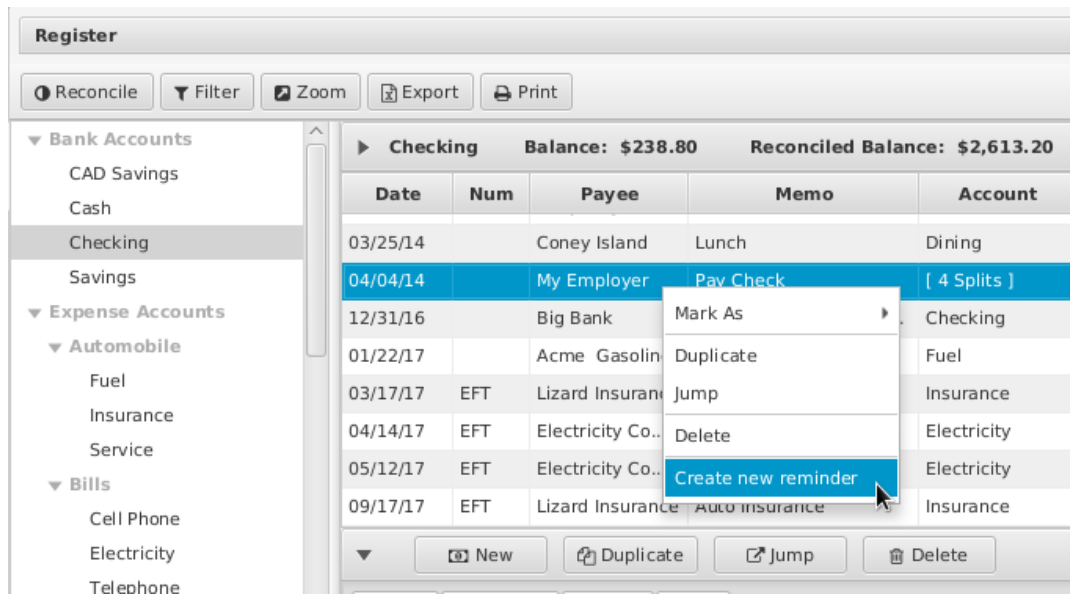 Register
Reconcile Filter Zoom Export Print
Bank Accounts
CAD Savings
Cash
Checking
Savings
Expense Accounts
Automobile
Fuel
Insurance
Service
Bills
Cell Phone
Electricity
Telephone
Checking Balance: $238.80 Reconciled Balance: $2,613.20
Date Num Payee Memo Account
03/25/14 Coney Island Lunch Dining
04/04/14 My Employer Pay Check [ 4 Splits ]
12/31/16 Big Bank . Checking
01/22/17 Acme Gasolin Fuel
03/17/17 EFT Lizard Insuran Insurance
04/14/17 EFT Electricity Co.. Electricity
05/12/17 EFT Electricity Co.. Electricity
09/17/17 EFT Lizard Insurance Auto Insurance Insurance
Mark As
Duplicate
Jump
Delete
Create new reminder
New Duplicate Jump Delete